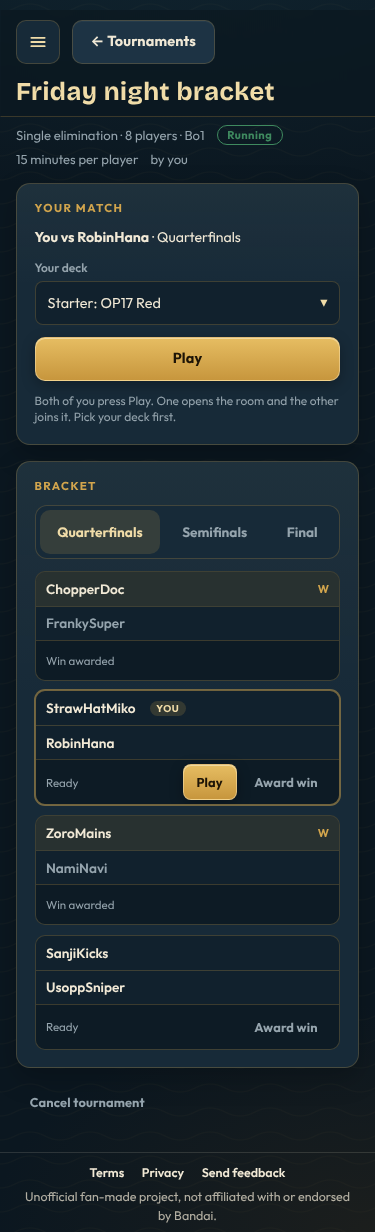 ← Tournaments
Friday night bracket
Single elimination · 8 players · Bo1 Running
15 minutes per player by you
YOUR MATCH
You vs RobinHana · Quarterfinals
Your deck
Starter: OP17 Red ▾
Play
Both of you press Play. One opens the room and the other
joins it. Pick your deck first.
BRACKET
Quarterfinals Semifinals Final
ChopperDoc W
FrankySuper
Win awarded
StrawHatMiko YOU
RobinHana
Ready Play Award win
ZoroMains W
NamiNavi
Win awarded
SanjiKicks
UsoppSniper
Ready Award win
Cancel tournament
Terms Privacy Send feedback
Unofficial fan-made project, not affiliated with or endorsed
by Bandai.